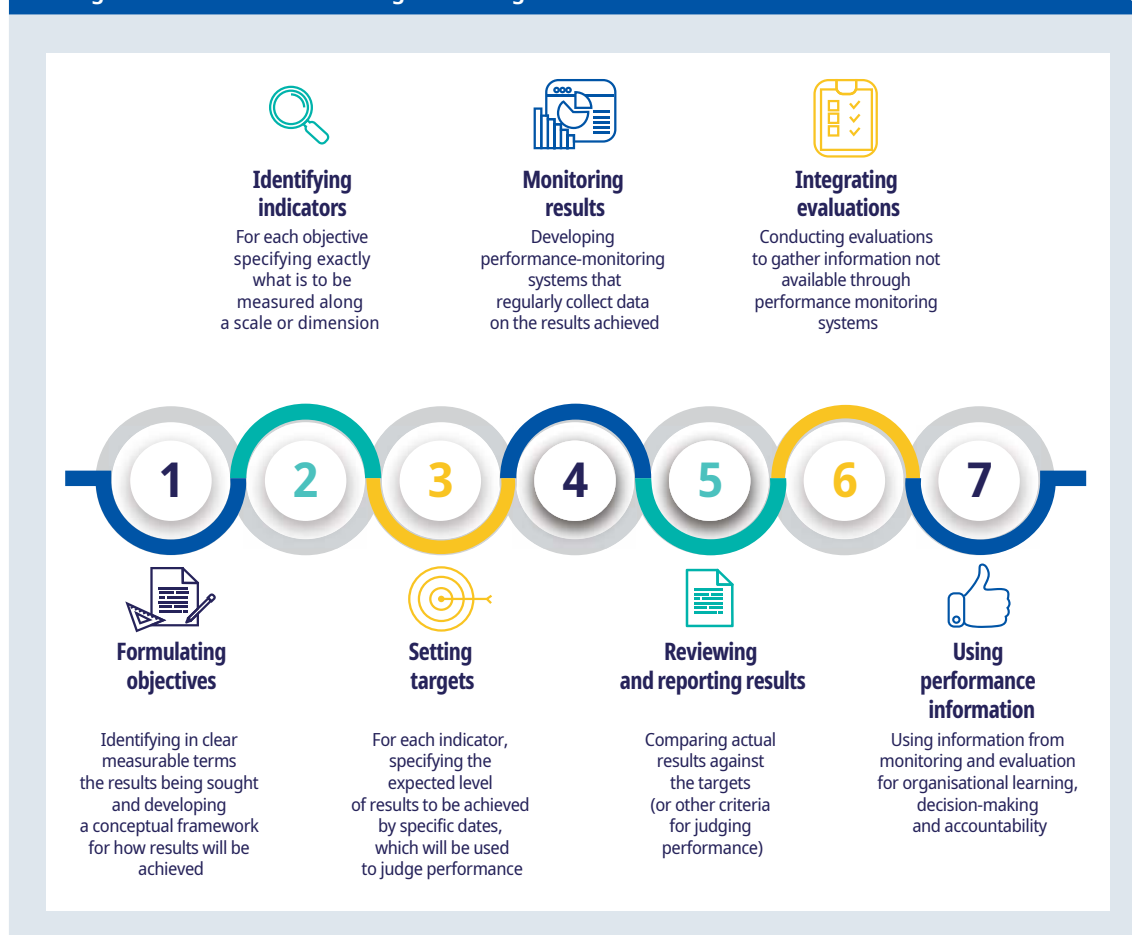 Identifying
indicators
For each objective
specifying exactly
what is to be
measured along
a scale or dimension
Monitoring
results
Developing
performance-monitoring
systems that
regularly collect data
on the results achieved
Integrating
evaluations
Conducting evaluations
to gather information not
available through
performance monitoring
systems
1
2
3
4
5
6
7
Formulating
objectives
Identifying in clear
measurable terms
the results being sought
and developing
a conceptual framework
for how results will be
achieved
Setting
targets
For each indicator,
specifying the
expected level
of results to be achieved
by specific dates,
which will be used
to judge performance
Reviewing
and reporting results
Comparing actual
results against
the targets
(or other criteria
for judging
performance)
Using
performance
information
Using information from
monitoring and evaluation
for organisational learning,
decision-making
and accountability